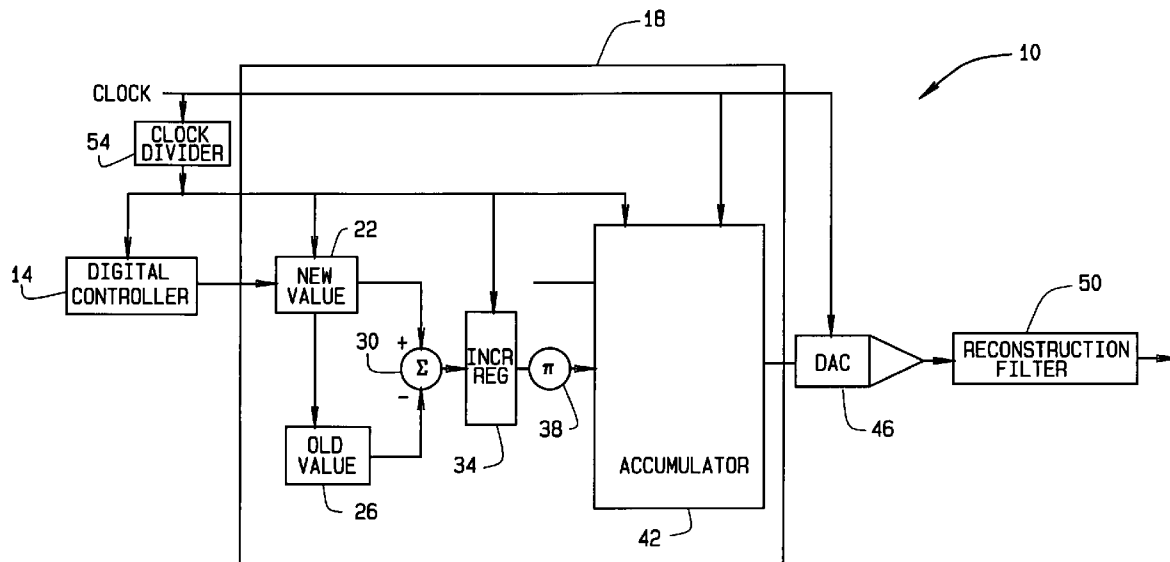 18
10
CLOCK
54
CLOCK
DIVIDER
22
14
DIGITAL
CONTROLLER
NEW
VALUE
50
+
30
Σ
-
INCR
REG
π
38
DAC
RECONSTRUCTION
FILTER
46
OLD
VALUE
34
ACCUMULATOR
26
42